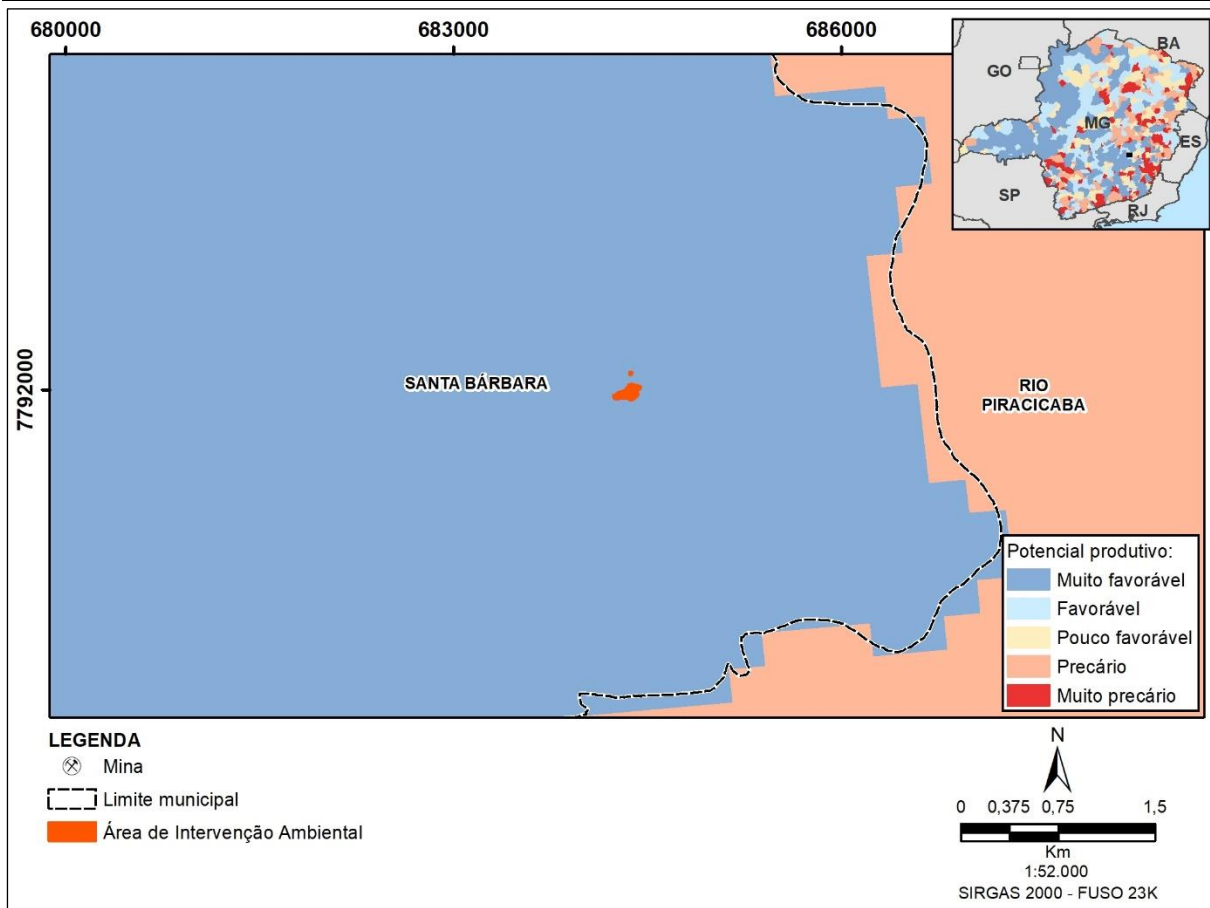 680000
683000
686000
7792000
BA
GO
MG
ES
SP
RJ
SANTA BÁRBARA
RIO
PIRACICABA
Potencial produtivo:
Muito favorável
Favorável
Pouco favorável
Precário
Muito precário
LEGENDA
Mina
Limite municipal
Área de Intervenção Ambiental
N
0 0,375 0,75 1,5
Km
1:52.000
SIRGAS 2000 - FUSO 23K